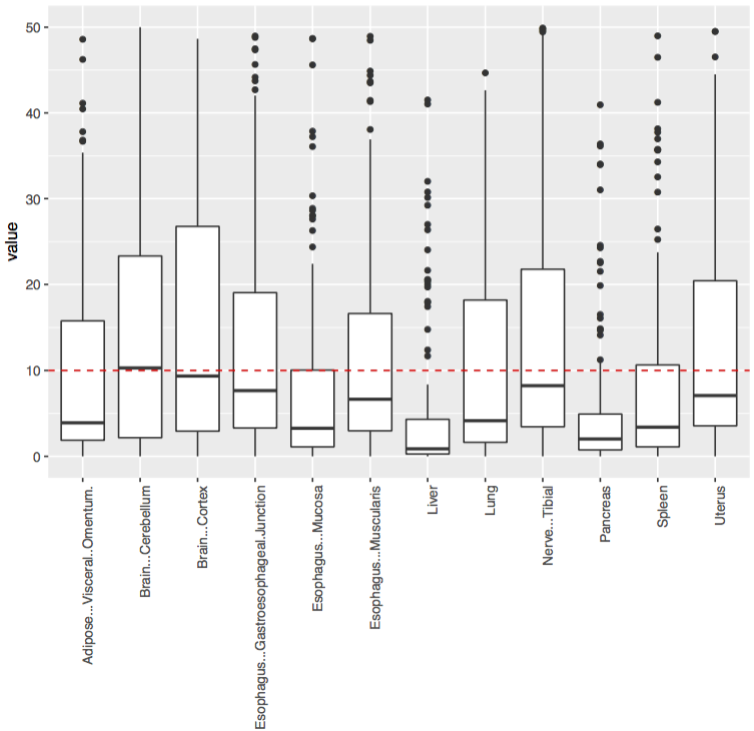 50
40
30
20
10
0
value
Adipose...Visceral..Omentum.
Brain...Cerebellum
Brain...Cortex
Esophagus...Gastroesophageal.Junction
Esophagus...Mucosa
Esophagus...Muscularis
Liver
Lung
Nerve...Tibial
Pancreas
Spleen
Uterus